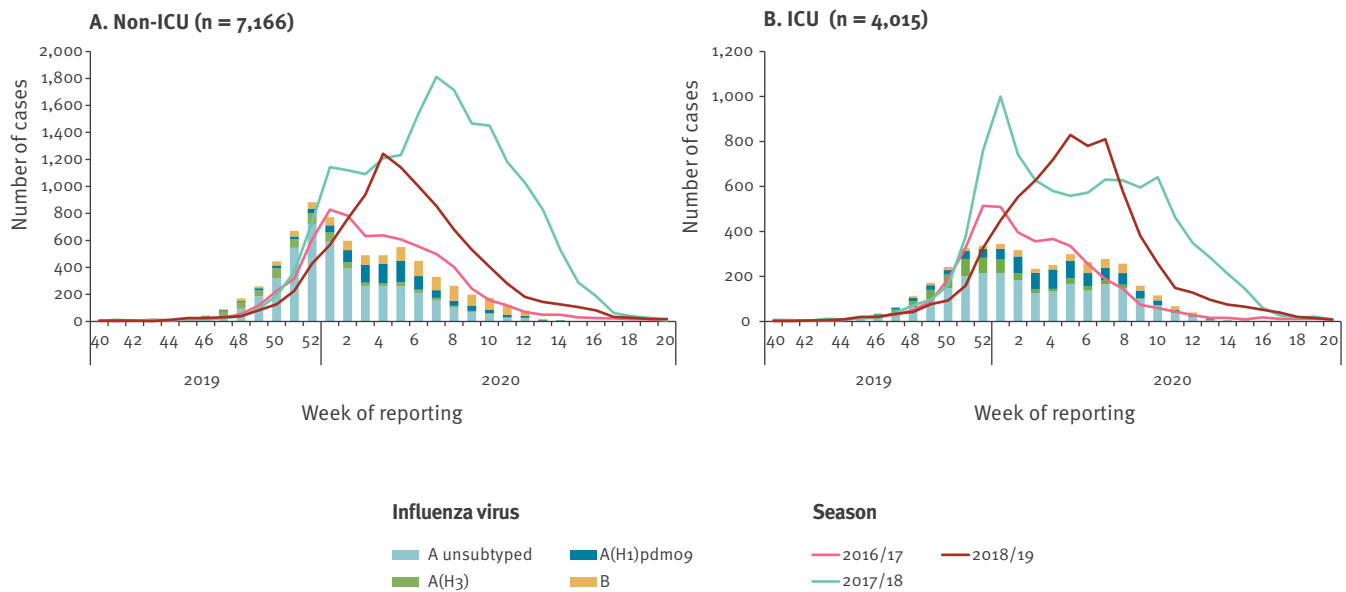 A. Non-ICU (n = 7,166)
2,000
1,800
1,600
1,400
1,200
1,000
800
600
400
200
0
Number of cases
40 42 44 46 48 50 52 2 4 6 8 10 12 14 16 18 20
2019 2020
Week of reporting
B. ICU (n = 4,015)
1,200
1,000
800
600
400
200
0
Number of cases
40 42 44 46 48 50 52 2 4 6 8 10 12 14 16 18 20
2019 2020
Week of reporting
Influenza virus
A unsubtyped A(H1)pdm09
A(H3) B
Season
2016/17 2018/19
2017/18